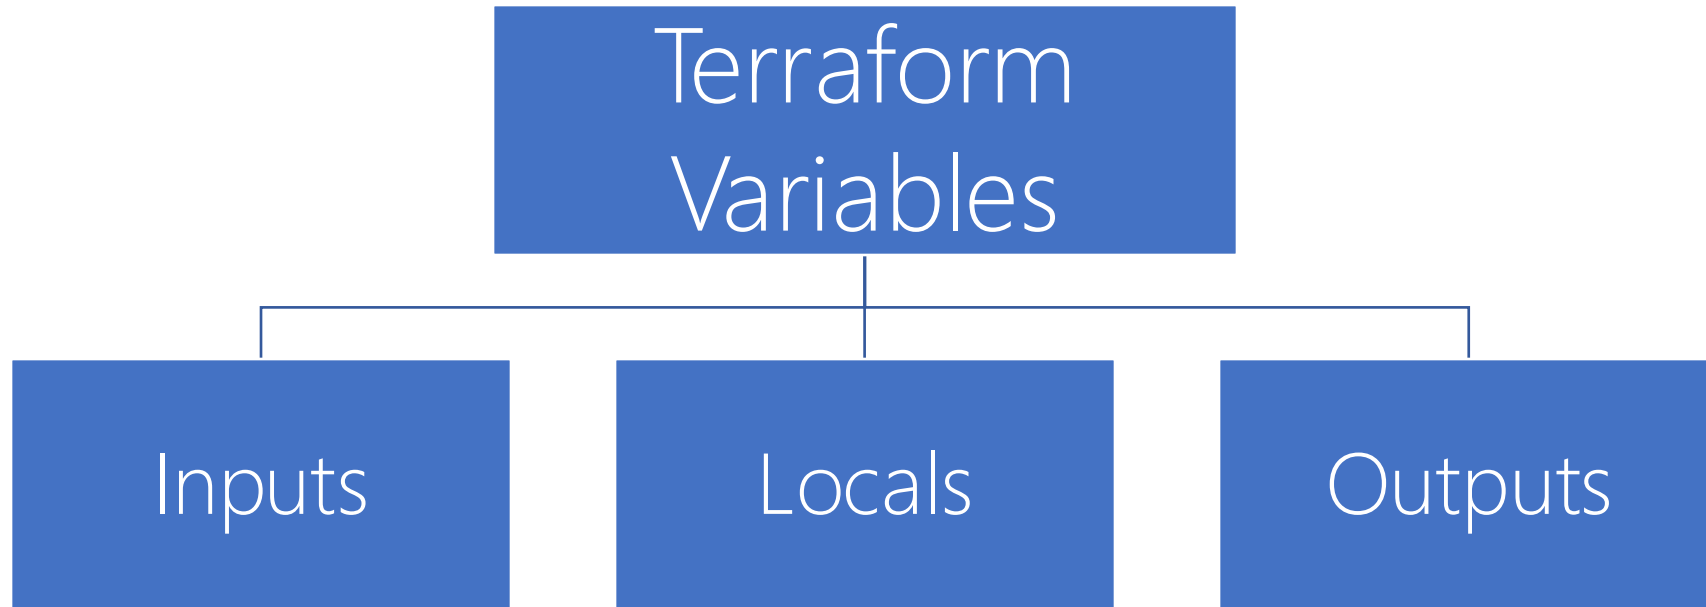 Terraform
Variables
Inputs
Locals
Outputs